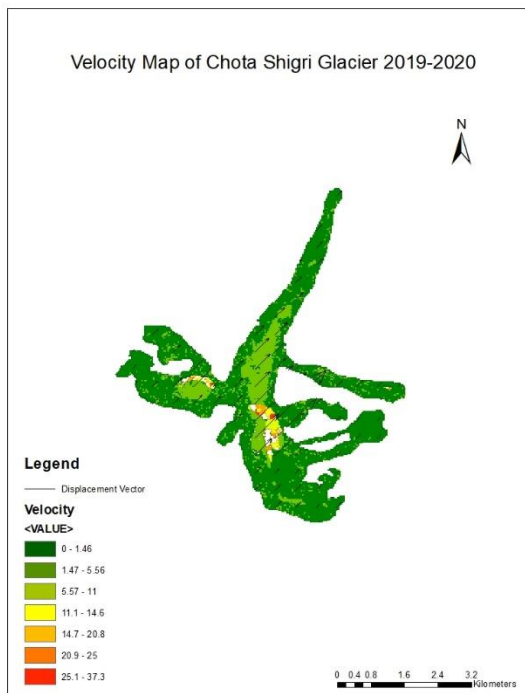 Velocity Map of Chota Shigri Glacier 2019-2020
N
Legend
Displacement Vector
Velocity
<VALUE>
0 - 1.46
1.47 - 5.56
5.57 - 11
11.1 - 14.6
14.7 - 20.8
20.9 - 25
25.1 - 37.3
0 0.4 0.8 1.6 2.4 3.2
Kilometers